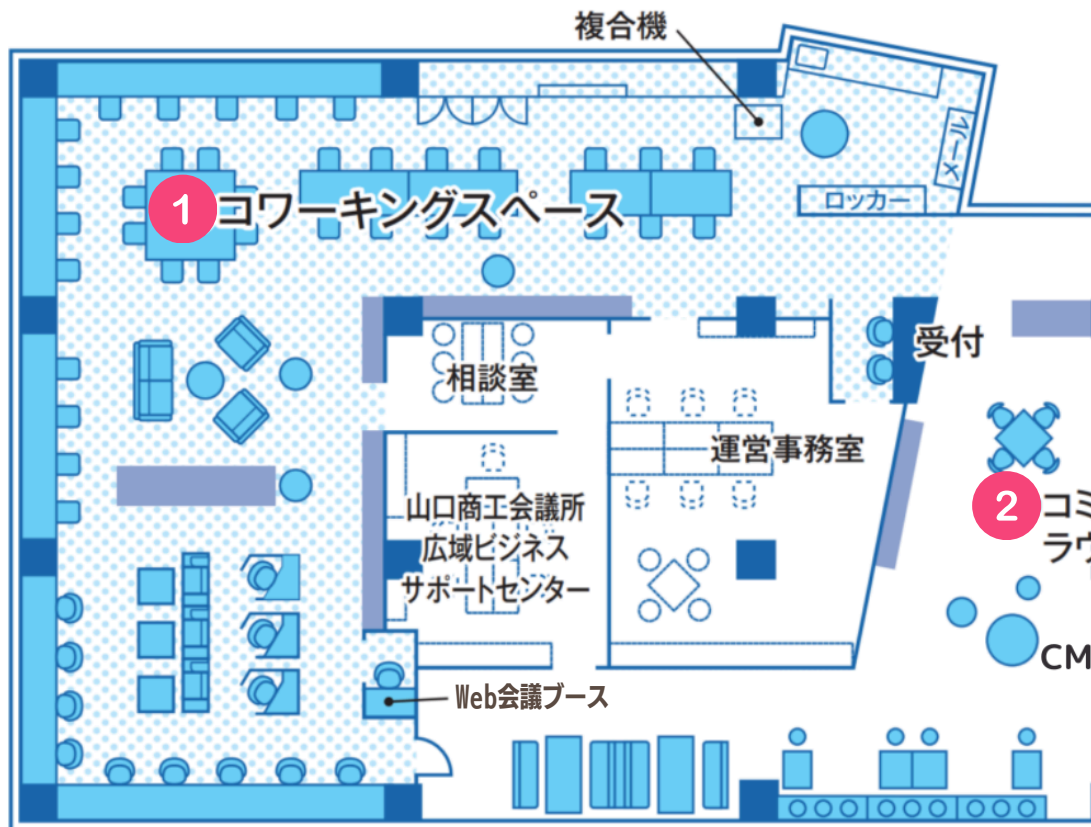 複合機
メール
ロッカー
1 コワーキングスペース
受付
相談室
運営事務室
山口商工会議所
広域ビジネス
サポートセンター
2 コミ
ラウ
CM
Web会議ブース